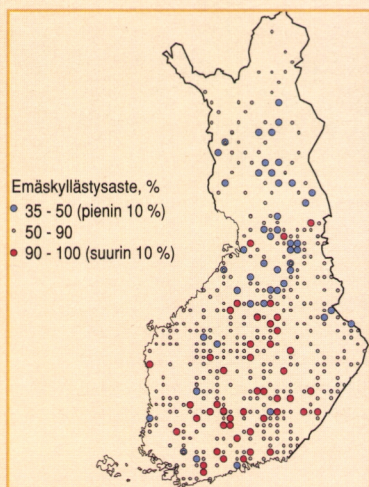 Emäskyllästysaste, %
35 - 50 (pienin 10 %)
50 - 90
90 - 100 (suurin 10 %)